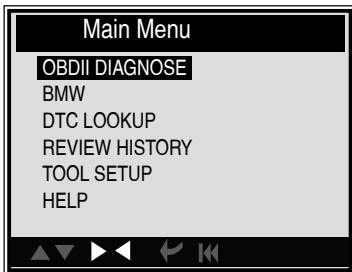 Main Menu
OBDII DIAGNOSE
BMW
DTC LOOKUP
REVIEW HISTORY
TOOL SETUP
HELP